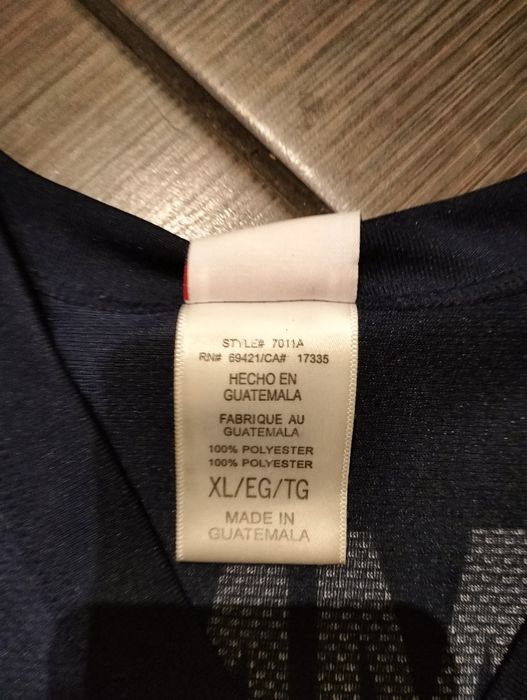 STYLE# 7011A
RN# 69421/CA# 17335
HECHO EN
GUATEMALA
FABRIQUE AU
GUATEMALA
100% POLYESTER
100% POLYESTER
XL/EG/TG
MADE IN
GUATEMALA